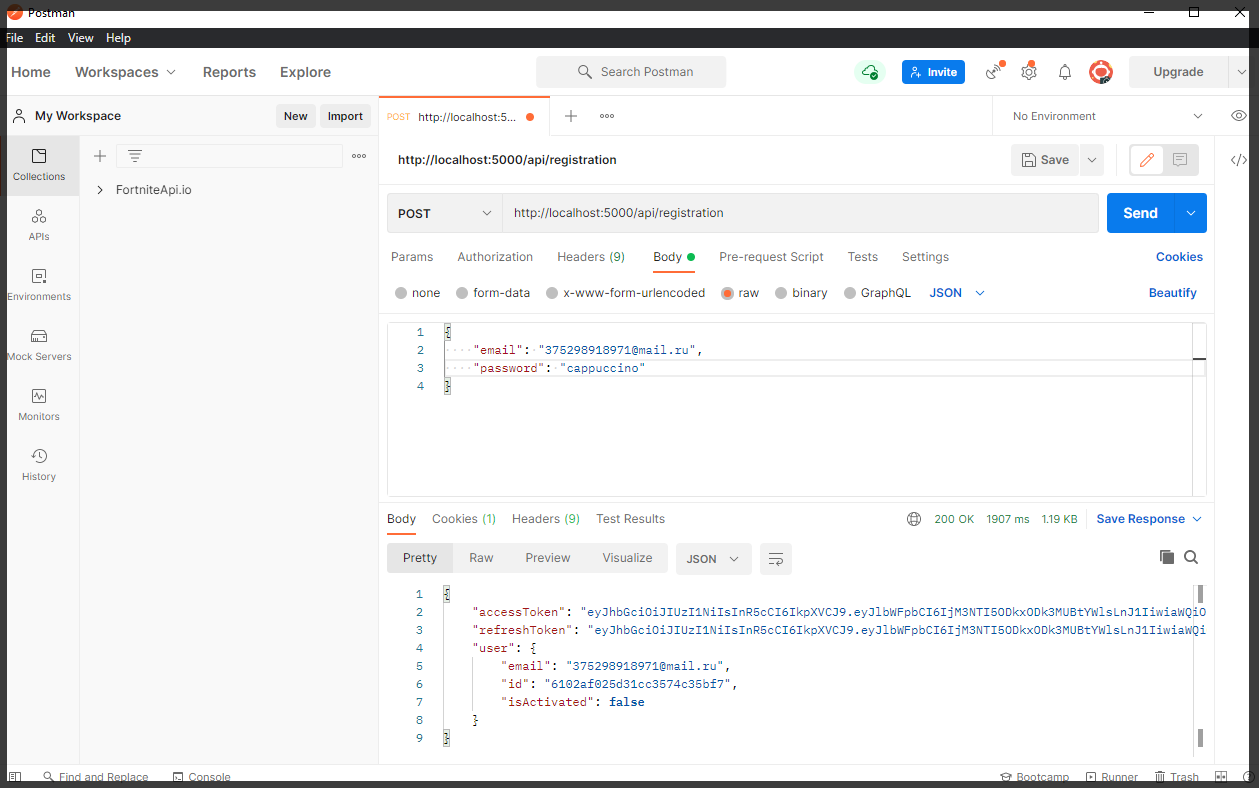 Postman
File Edit View Help
Home Workspaces Reports Explore Search Postman Invite Upgrade
My Workspace New Import POST http://localhost:5... No Environment
Collections
FortniteApi.io
APIs
Environments
Mock Servers
Monitors
History
http://localhost:5000/api/registration Save
POST http://localhost:5000/api/registration Send
Params Authorization Headers (9) Body Pre-request Script Tests Settings Cookies
none form-data x-www-form-urlencoded raw binary GraphQL JSON Beautify
1 {
2 "email": "375298918971@mail.ru",
3 "password": "cappuccino"
4 }
Body Cookies (1) Headers (9) Test Results 200 OK 1907 ms 1.19 KB Save Response
Pretty Raw Preview Visualize JSON
1 {
2 "accessToken": "eyJhbGciOiJIUzI1NiIsInR5cCI6IkpXVCJ9.eyJlbWFpbCI6IjM3NTI5ODkxODk3MUBtYWlsLnJ1IiwiaWQiO
3 "refreshToken": "eyJhbGciOiJIUzI1NiIsInR5cCI6IkpXVCJ9.eyJlbWFpbCI6IjM3NTI5ODkxODk3MUBtYWlsLnJ1IiwiaWQi
4 "user": {
5 "email": "375298918971@mail.ru",
6 "id": "6102af025d31cc3574c35bf7",
7 "isActivated": false
8 }
9 }
Find and Replace Console Bootcamp Runner Trash